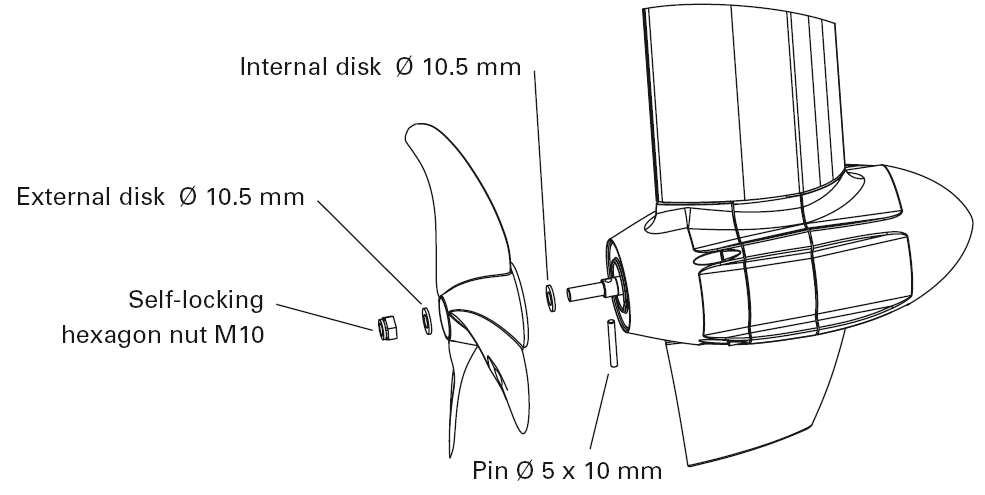 Internal disk Ø 10.5 mm
External disk Ø 10.5 mm
Self-locking
hexagon nut M10
Pin Ø 5 x 10 mm